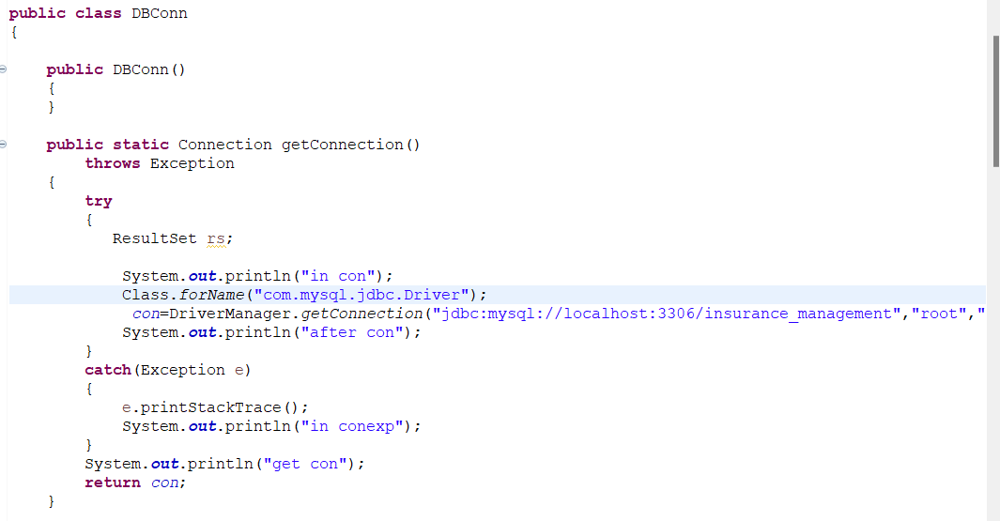 public class DBConn
{
public DBConn()
{
}
public static Connection getConnection()
throws Exception
{
try
{
ResultSet rs;
System.out.println("in con");
Class.forName("com.mysql.jdbc.Driver");
con=DriverManager.getConnection("jdbc:mysql://localhost:3306/insurance_management","root","
System.out.println("after con");
}
catch(Exception e)
{
e.printStackTrace();
System.out.println("in conexp");
}
System.out.println("get con");
return con;
}